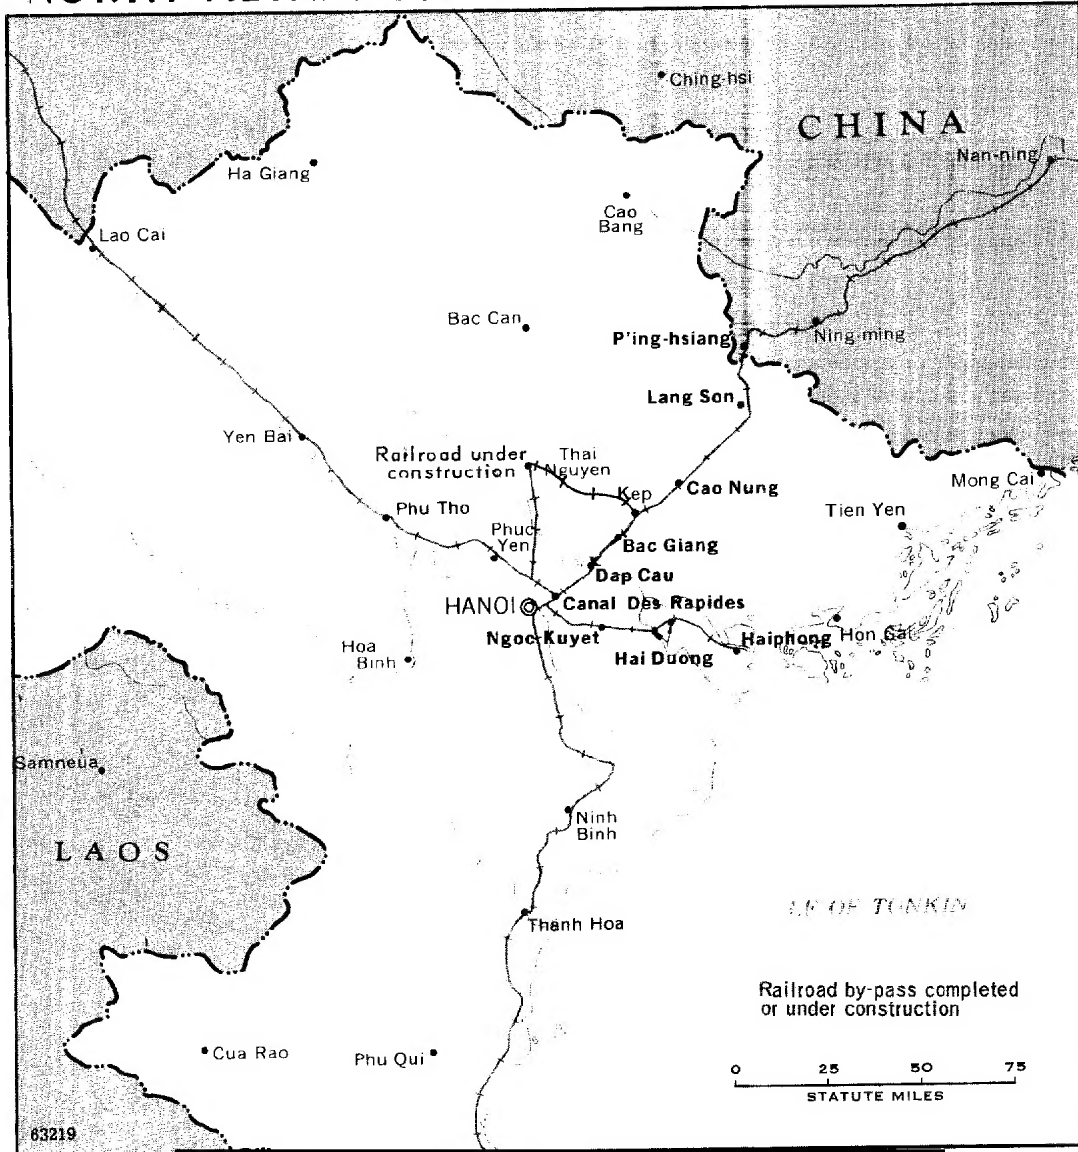 Ching-hsi
CHINA
Nan-ning
Ha Giang
Cao
Bang
Lao Cai
Bac Can
P'ing-hsiang
Ning-ming
Lang Son
Yen Bai
Railroad under
construction
Thai
Nguyen
Kep
Cao Nung
Mong Cai
Phu Tho
Tien Yen
Phuc
Yen
Bac Giang
Dap Cau
HANOI
Canal Des Rapides
Ngoc-Kuyet
Haiphong
Hon Gai
Hoa
Binh
Hai Duong
Samneua
Ninh
Binh
LAOS
OF TONKIN
Thanh Hoa
Railroad by-pass completed
or under construction
Cua Rao
Phu Qui
0 25 50 75
STATUTE MILES
63219